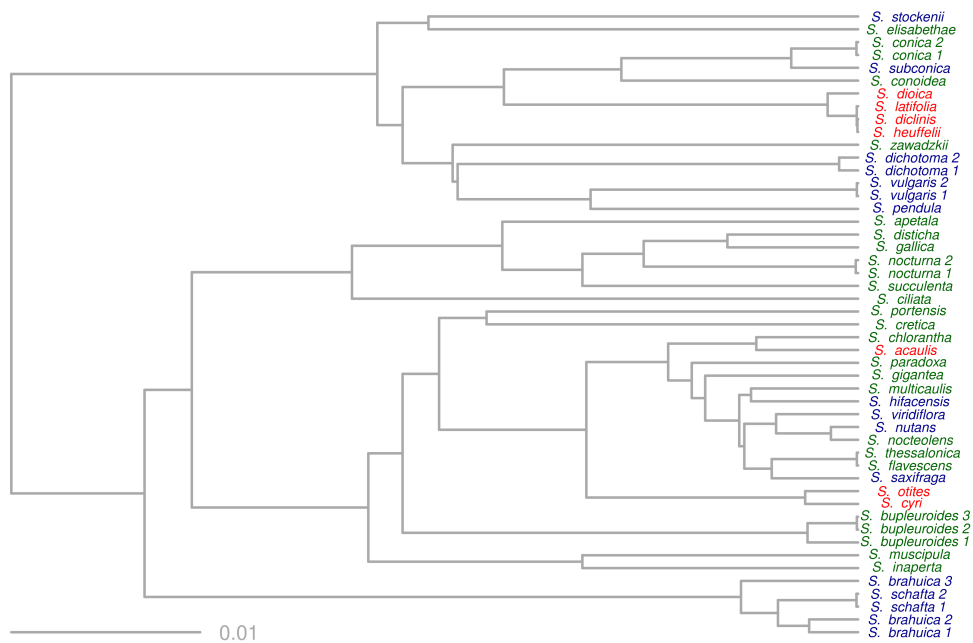 S. stockenii
S. elisabethae
S. conica 2
S. conica 1
S. subconica
S. conoidea
S. dioica
S. latifolia
S. diclinis
S. heuffelii
S. zawadzkii
S. dichotoma 2
S. dichotoma 1
S. vulgaris 2
S. vulgaris 1
S. pendula
S. apetala
S. disticha
S. gallica
S. nocturna 2
S. nocturna 1
S. succulenta
S. ciliata
S. portensis
S. cretica
S. chlorantha
S. acaulis
S. paradoxa
S. gigantea
S. multicaulis
S. hifacensis
S. viridiflora
S. nutans
S. nocteolens
S. thessalonica
S. flavescens
S. saxifraga
S. otites
S. cyri
S. bupleuroides 3
S. bupleuroides 2
S. bupleuroides 1
S. muscipula
S. inaperta
S. brahuica 3
S. schafta 2
S. schafta 1
S. brahuica 2
S. brahuica 1
0.01